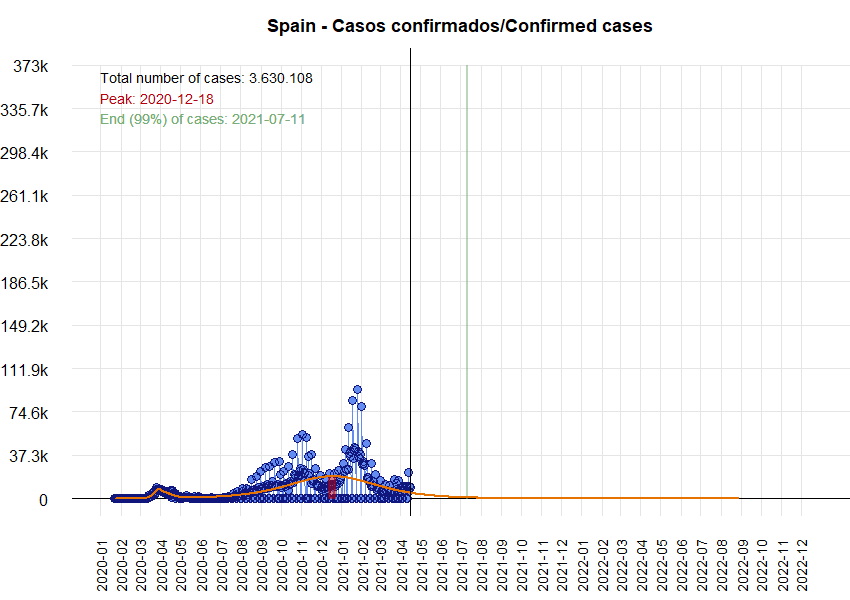 Spain - Casos confirmados/Confirmed cases
373k
335.7k
298.4k
261.1k
223.8k
186.5k
149.2k
111.9k
74.6k
37.3k
0
Total number of cases: 3.630.108
Peak: 2020-12-18
End (99%) of cases: 2021-07-11
2020-01
2020-02
2020-03
2020-04
2020-05
2020-06
2020-07
2020-08
2020-09
2020-10
2020-11
2020-12
2021-01
2021-02
2021-03
2021-04
2021-05
2021-06
2021-07
2021-08
2021-09
2021-10
2021-11
2021-12
2022-01
2022-02
2022-03
2022-04
2022-05
2022-06
2022-07
2022-08
2022-09
2022-10
2022-11
2022-12